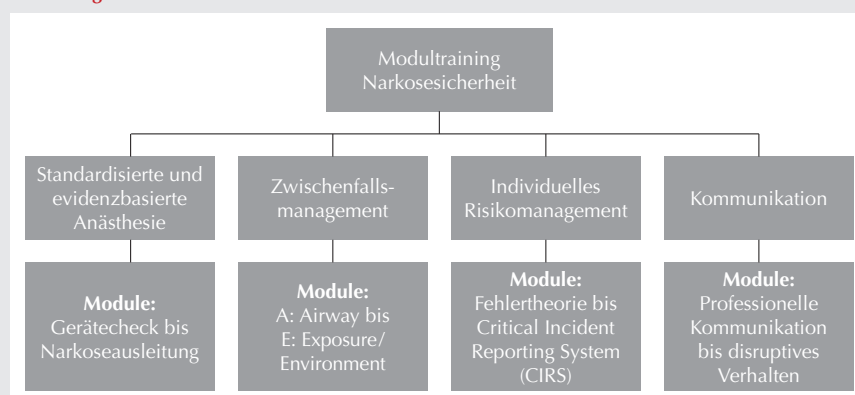 Modultraining
Narkosesicherheit
Standardisierte und
evidenzbasierte
Anästhesie
Zwischenfalls-
management
Individuelles
Risikomanagement
Kommunikation
Module:
Gerätecheck bis
Narkoseausleitung
Module:
A: Airway bis
E: Exposure/
Environment
Module:
Fehlertheorie bis
Critical Incident
Reporting System
(CIRS)
Module:
Professionelle
Kommunikation
bis disruptives
Verhalten